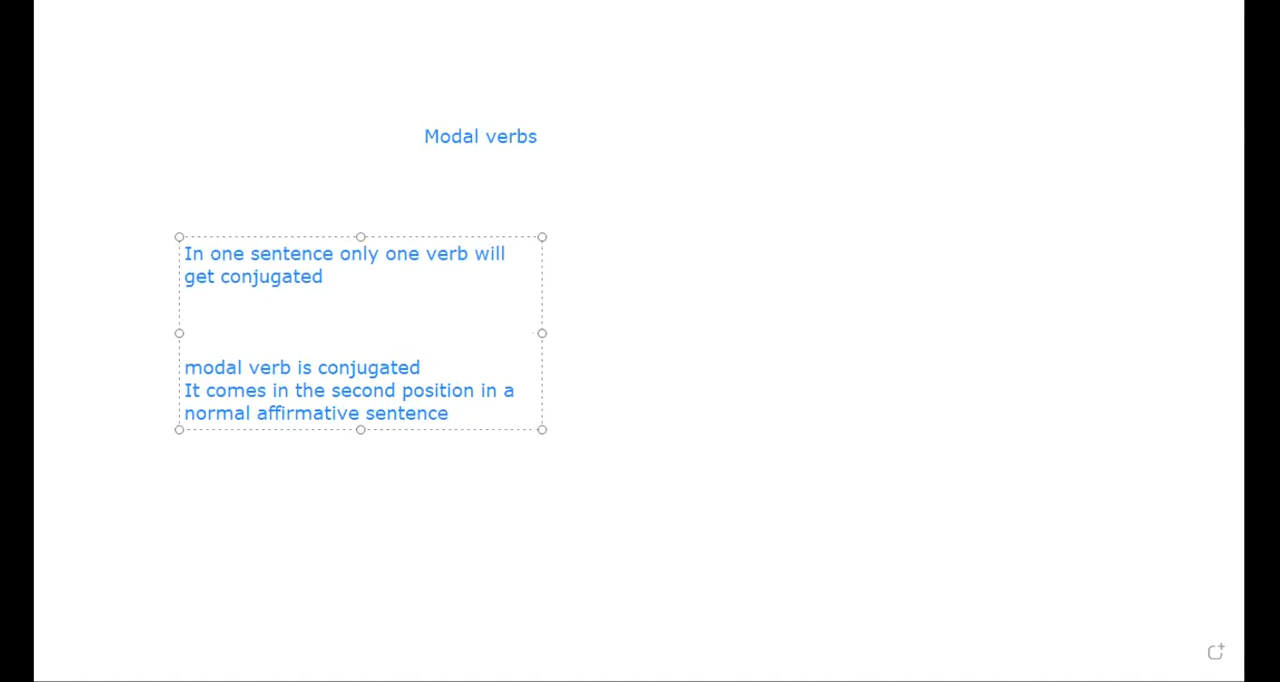 Modal verbs
In one sentence only one verb will
get conjugated
modal verb is conjugated
It comes in the second position in a
normal affirmative sentence